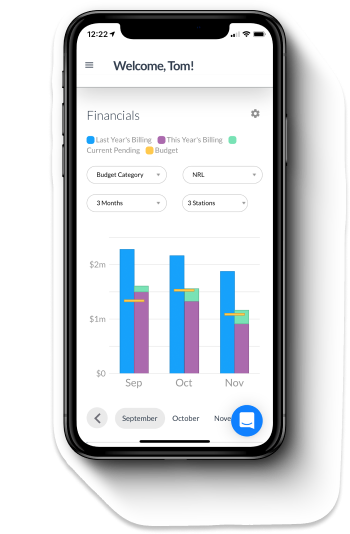 12:22
Welcome, Tom!
Financials
Last Year's Billing This Year's Billing
Current Pending Budget
Budget Category NRL
3 Months 3 Stations
$2m
$1m
$0
Sep Oct Nov
September October Nove